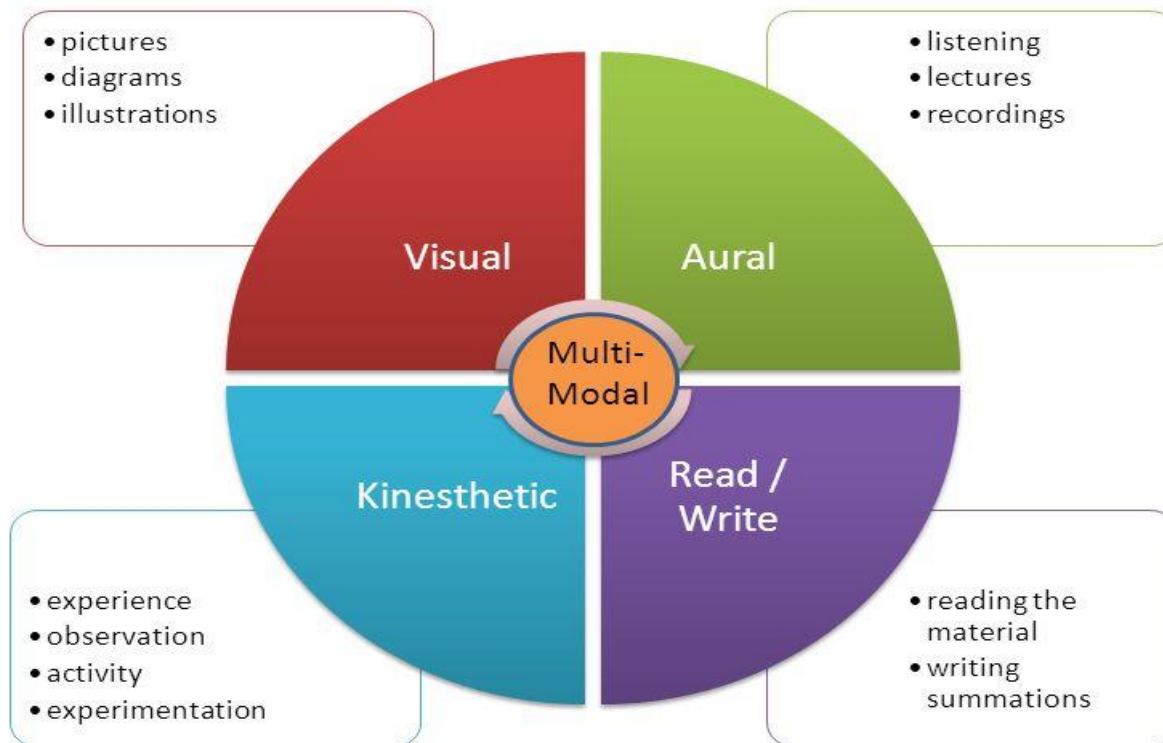 • pictures
• diagrams
• illustrations
• listening
• lectures
• recordings
Visual
Aural
Multi-
Modal
Kinesthetic
Read /
Write
• experience
• observation
• activity
• experimentation
• reading the
material
• writing
summations